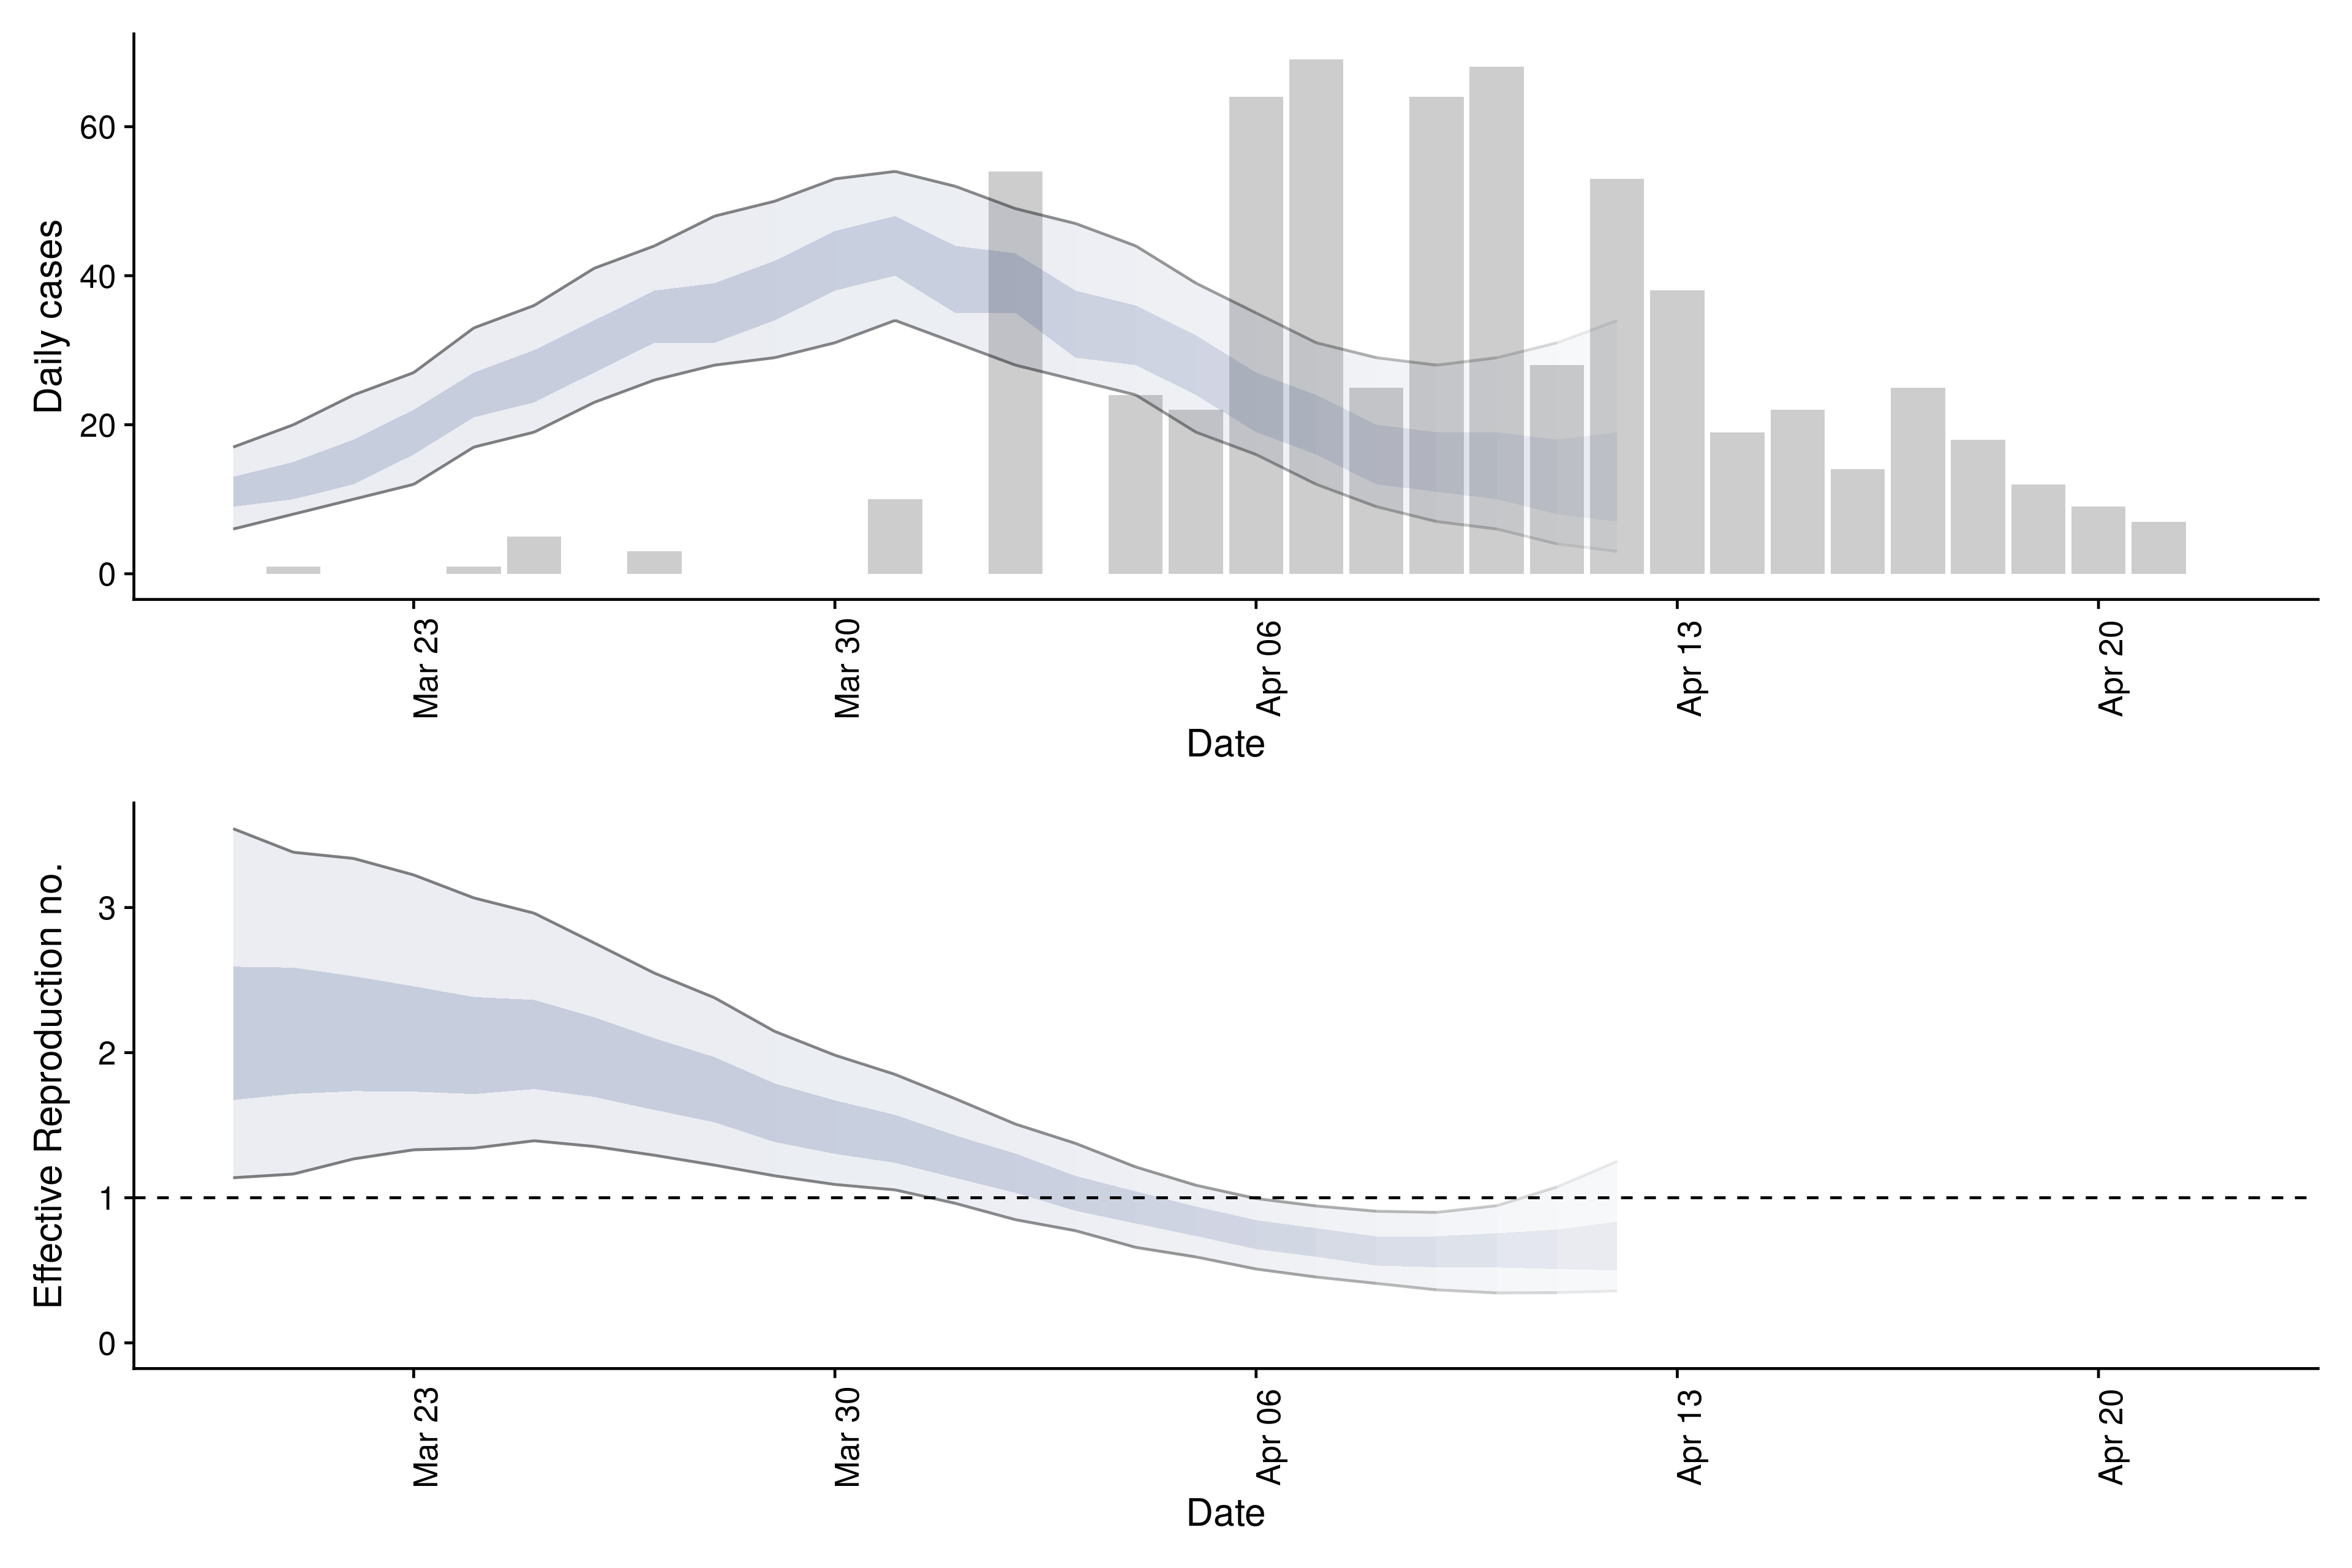 Daily cases
60
40
20
0
Mar 23
Mar 30
Apr 06
Apr 13
Apr 20
Date
Effective Reproduction no.
3
2
1
0
Mar 23
Mar 30
Apr 06
Apr 13
Apr 20
Date